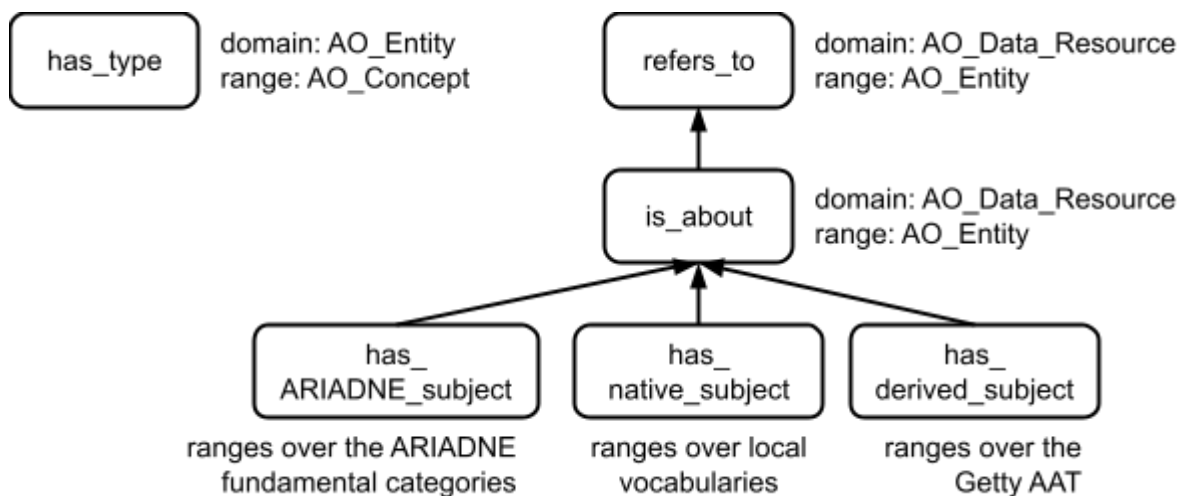 has_type
domain: AO_Entity
range: AO_Concept
refers_to
domain: AO_Data_Resource
range: AO_Entity
is_about
domain: AO_Data_Resource
range: AO_Entity
has_
ARIADNE_subject
has_
native_subject
has_
derived_subject
ranges over the ARIADNE
fundamental categories
ranges over local
vocabularies
ranges over the
Getty AAT